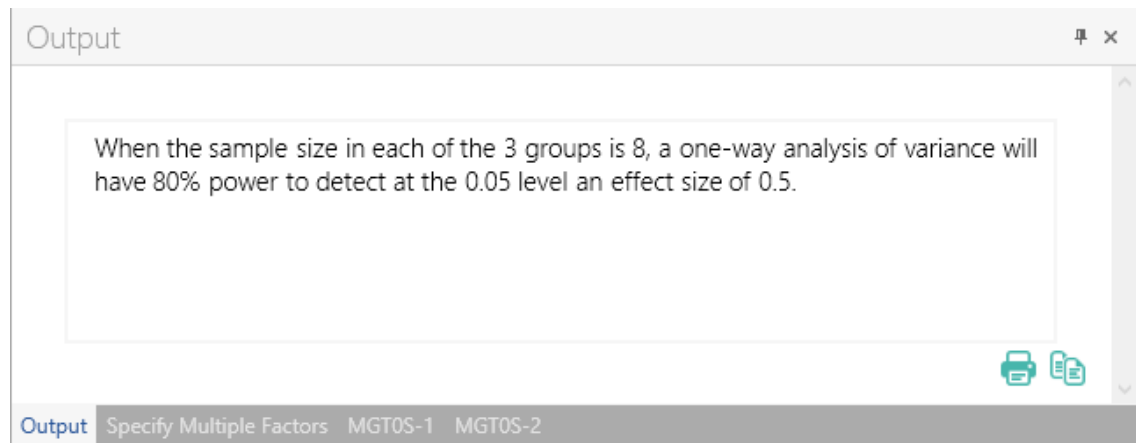 Output
When the sample size in each of the 3 groups is 8, a one-way analysis of variance will
have 80% power to detect at the 0.05 level an effect size of 0.5.
Output Specify Multiple Factors MGT0S-1 MGT0S-2